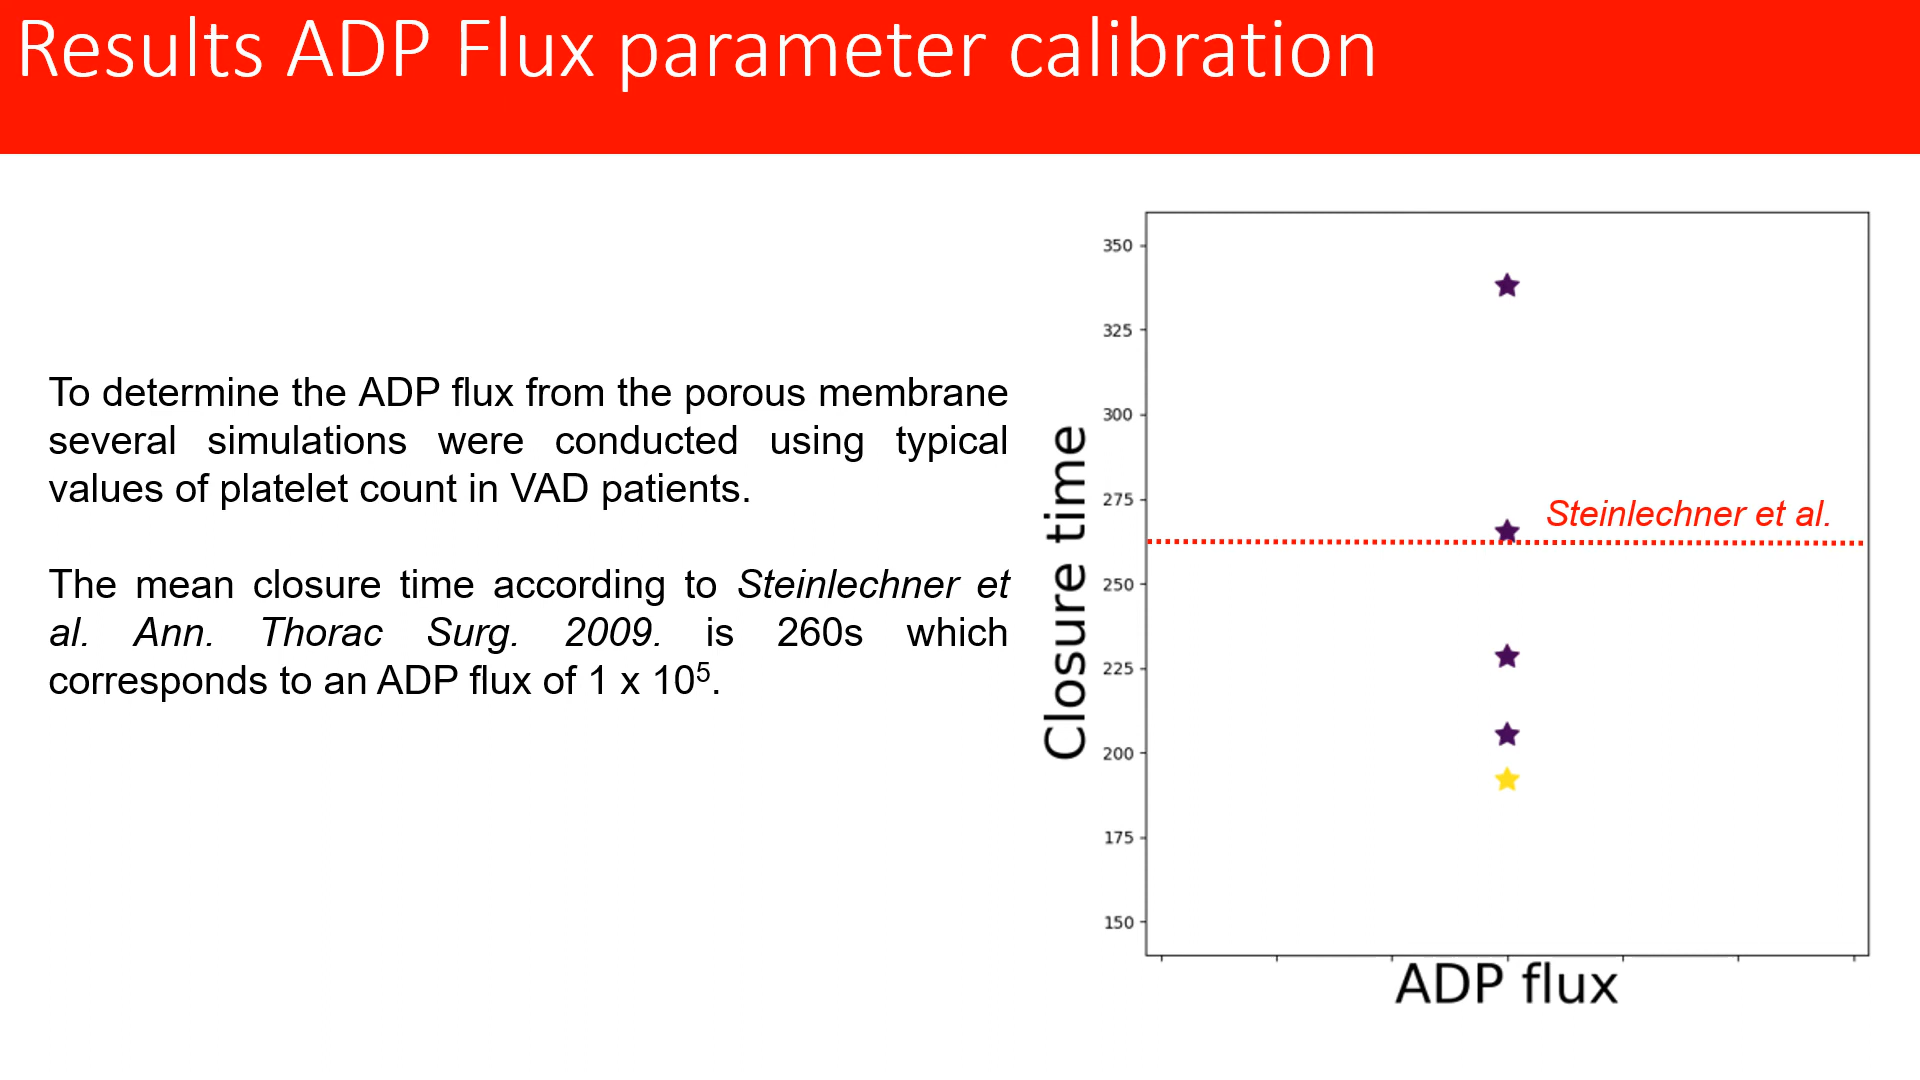 Results ADP Flux parameter calibration
To determine the ADP flux from the porous membrane
several simulations were conducted using typical
values of platelet count in VAD patients.
The mean closure time according to Steinlechner et
al. Ann. Thorac Surg. 2009. is 260s which
corresponds to an ADP flux of 1 x 10⁵.
Closure time
350
325
300
275
250
225
200
175
150
Steinlechner et al.
ADP flux